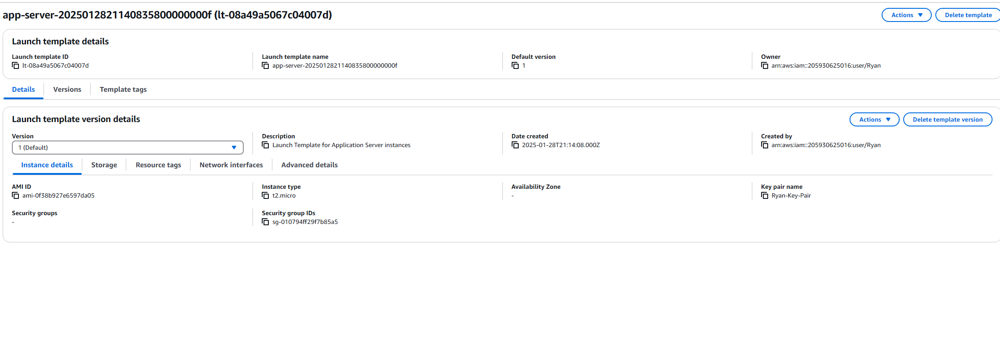 app-server-20250128211408358000000000f (lt-08a49a5067c04007d)
Actions
Delete template
Launch template details
Launch template ID
lt-08a49a5067c04007d
Launch template name
app-server-20250128211408358000000000f
Default version
1
Owner
arn:aws:iam::205930625016:user/Ryan
Details
Versions
Template tags
Launch template version details
Actions
Delete template version
Version
1 (Default)
Description
Launch Template for Application Server instances
Date created
2025-01-28T21:14:08.000Z
Created by
arn:aws:iam::205930625016:user/Ryan
Instance details
Storage
Resource tags
Network interfaces
Advanced details
AMI ID
ami-0f38b927e6597da05
Instance type
t2.micro
Availability Zone
-
Key pair name
Ryan-Key-Pair
Security groups
-
Security group IDs
sg-010794ff29f7b85a5